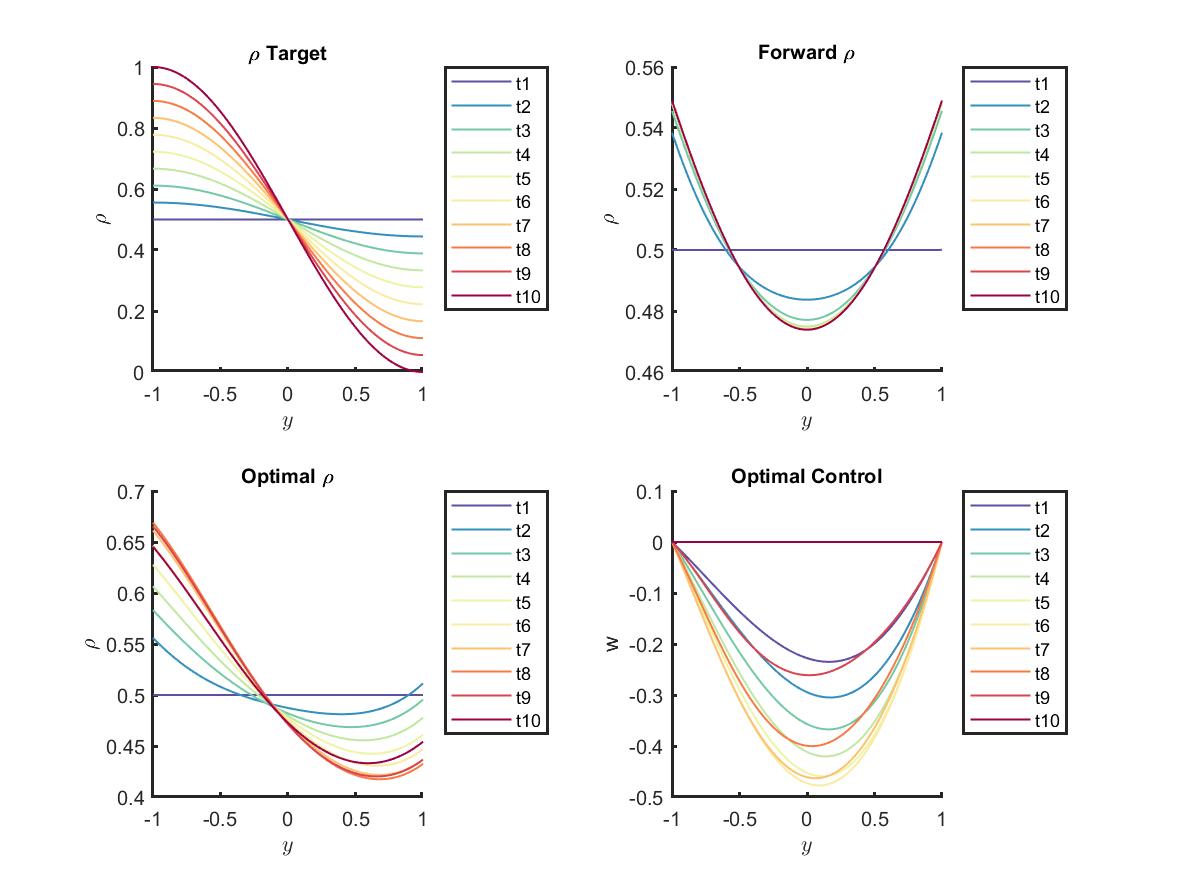 ρ Target
1
0.8
0.6
0.4
0.2
0
ρ
-1 -0.5 0 0.5 1
y
t1
t2
t3
t4
t5
t6
t7
t8
t9
t10
Forward ρ
0.56
0.54
0.52
0.5
0.48
0.46
ρ
-1 -0.5 0 0.5 1
y
t1
t2
t3
t4
t5
t6
t7
t8
t9
t10
Optimal ρ
0.7
0.65
0.6
0.55
0.5
0.45
0.4
ρ
-1 -0.5 0 0.5 1
y
t1
t2
t3
t4
t5
t6
t7
t8
t9
t10
Optimal Control
0.1
0
-0.1
-0.2
-0.3
-0.4
-0.5
w
-1 -0.5 0 0.5 1
y
t1
t2
t3
t4
t5
t6
t7
t8
t9
t10